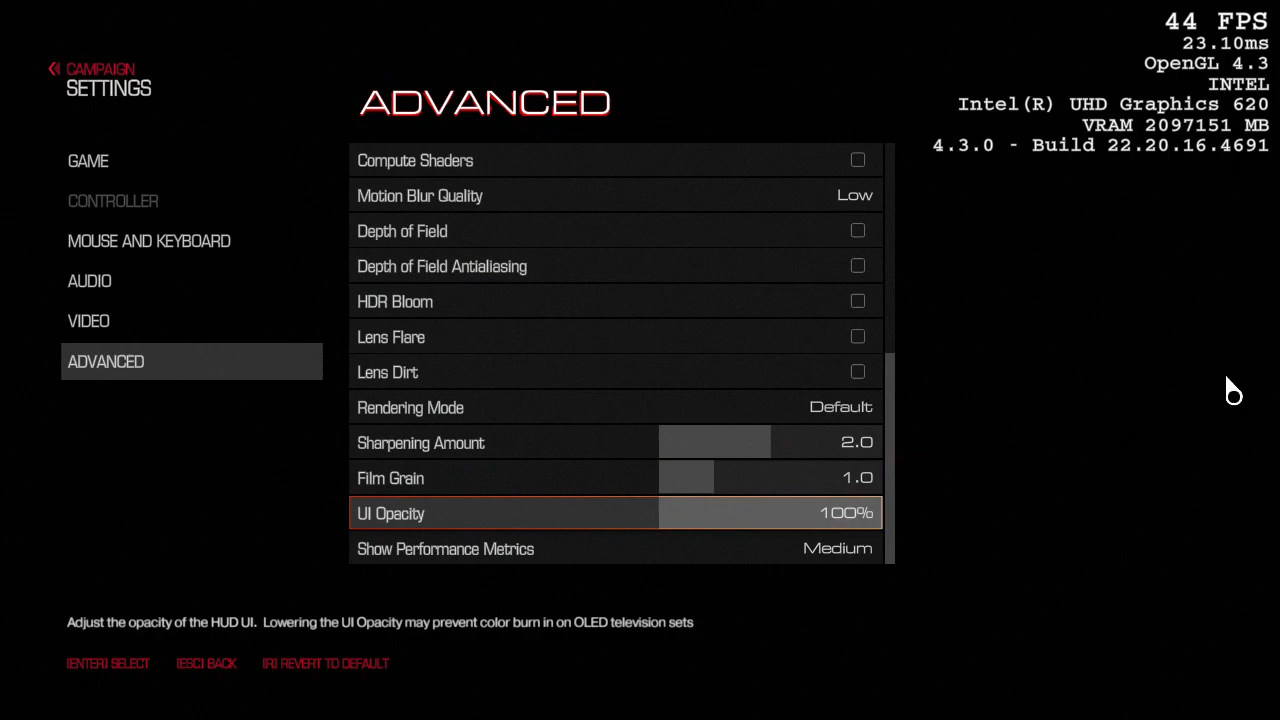 44 FPS
23.10ms
OpenGL 4.3
INTEL
Intel(R) UHD Graphics 620
VRAM 2097151 MB
4.3.0 - Build 22.20.16.4691
CAMPAIGN
SETTINGS
GAME
CONTROLLER
MOUSE AND KEYBOARD
AUDIO
VIDEO
ADVANCED
ADVANCED
Compute Shaders
Motion Blur Quality Low
Depth of Field
Depth of Field Antialiasing
HDR Bloom
Lens Flare
Lens Dirt
Rendering Mode Default
Sharpening Amount 2.0
Film Grain 1.0
UI Opacity 100%
Show Performance Metrics Medium
Adjust the opacity of the HUD UI. Lowering the UI Opacity may prevent color burn in on OLED television sets
[ENTER] SELECT [ESC] BACK [R] REVERT TO DEFAULT